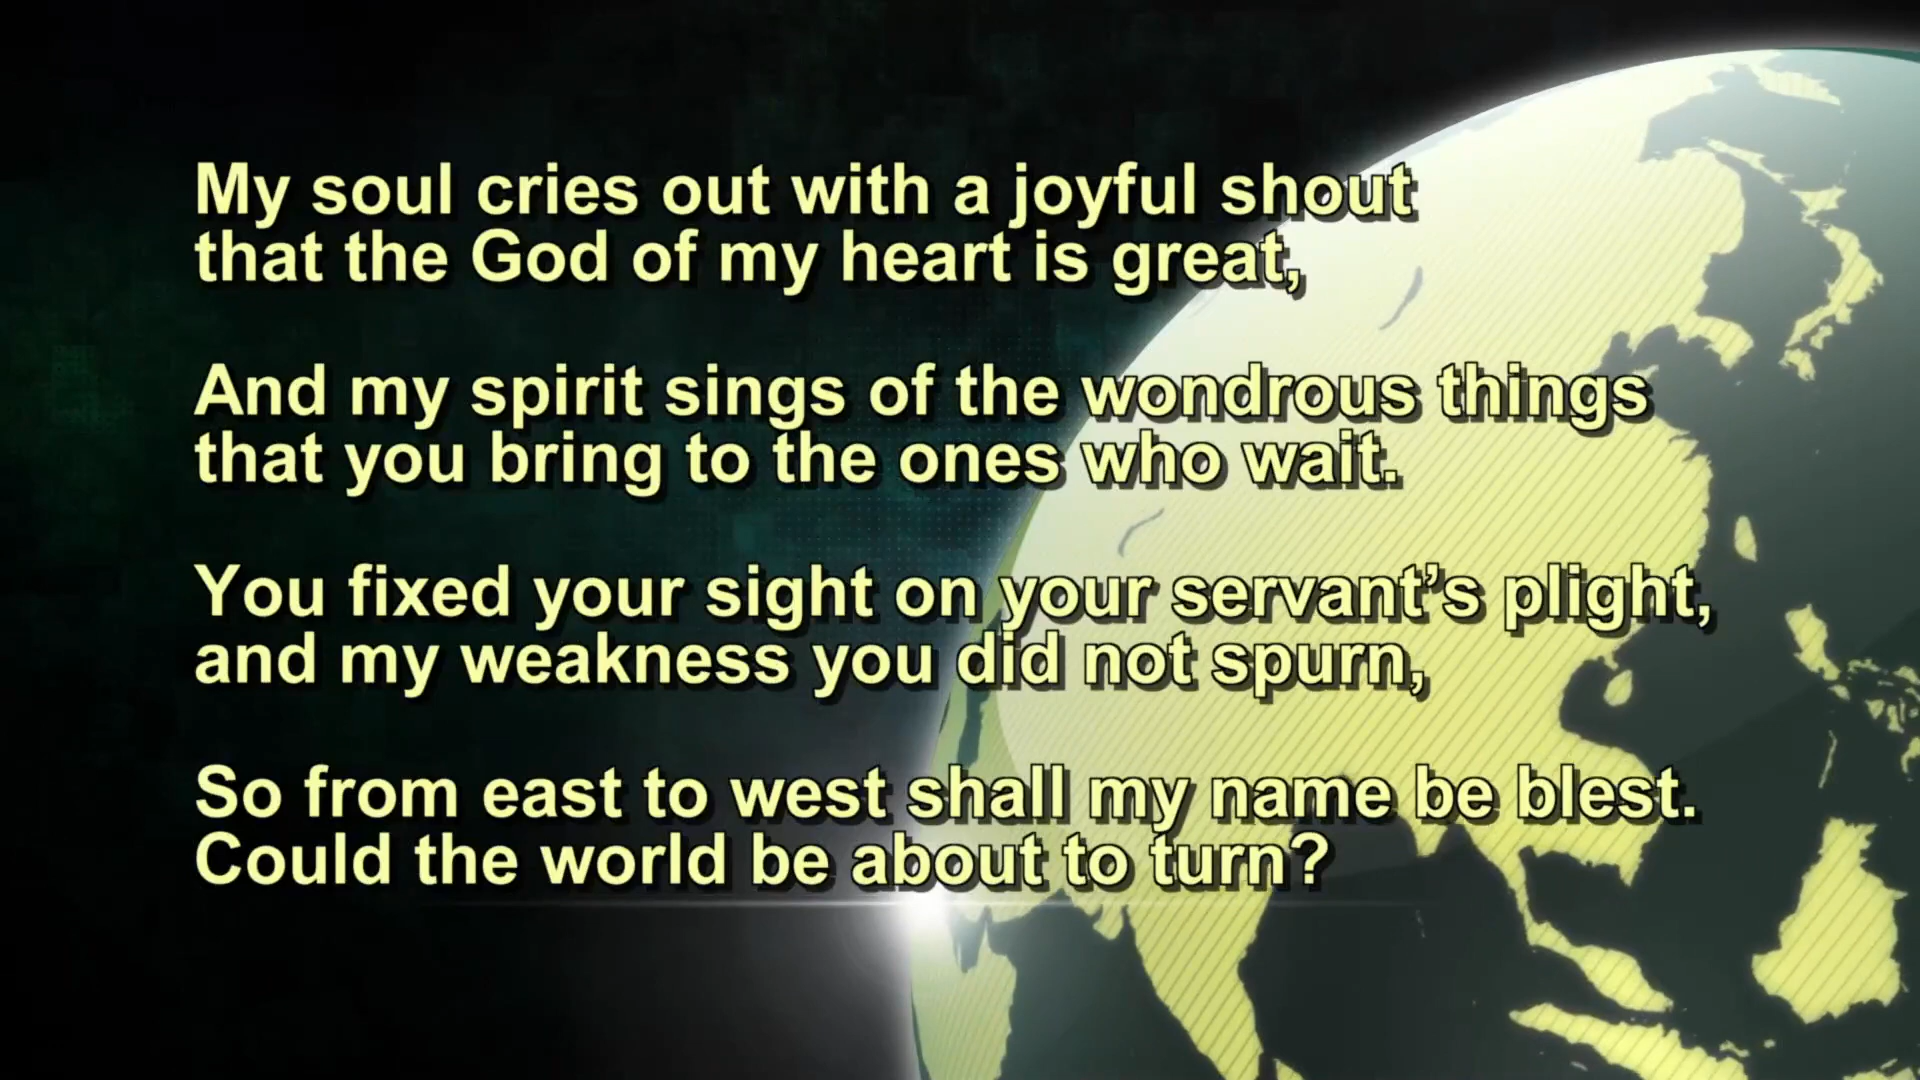 My soul cries out with a joyful shout
that the God of my heart is great,
And my spirit sings of the wondrous things
that you bring to the ones who wait.
You fixed your sight on your servant’s plight,
and my weakness you did not spurn,
So from east to west shall my name be blest.
Could the world be about to turn?